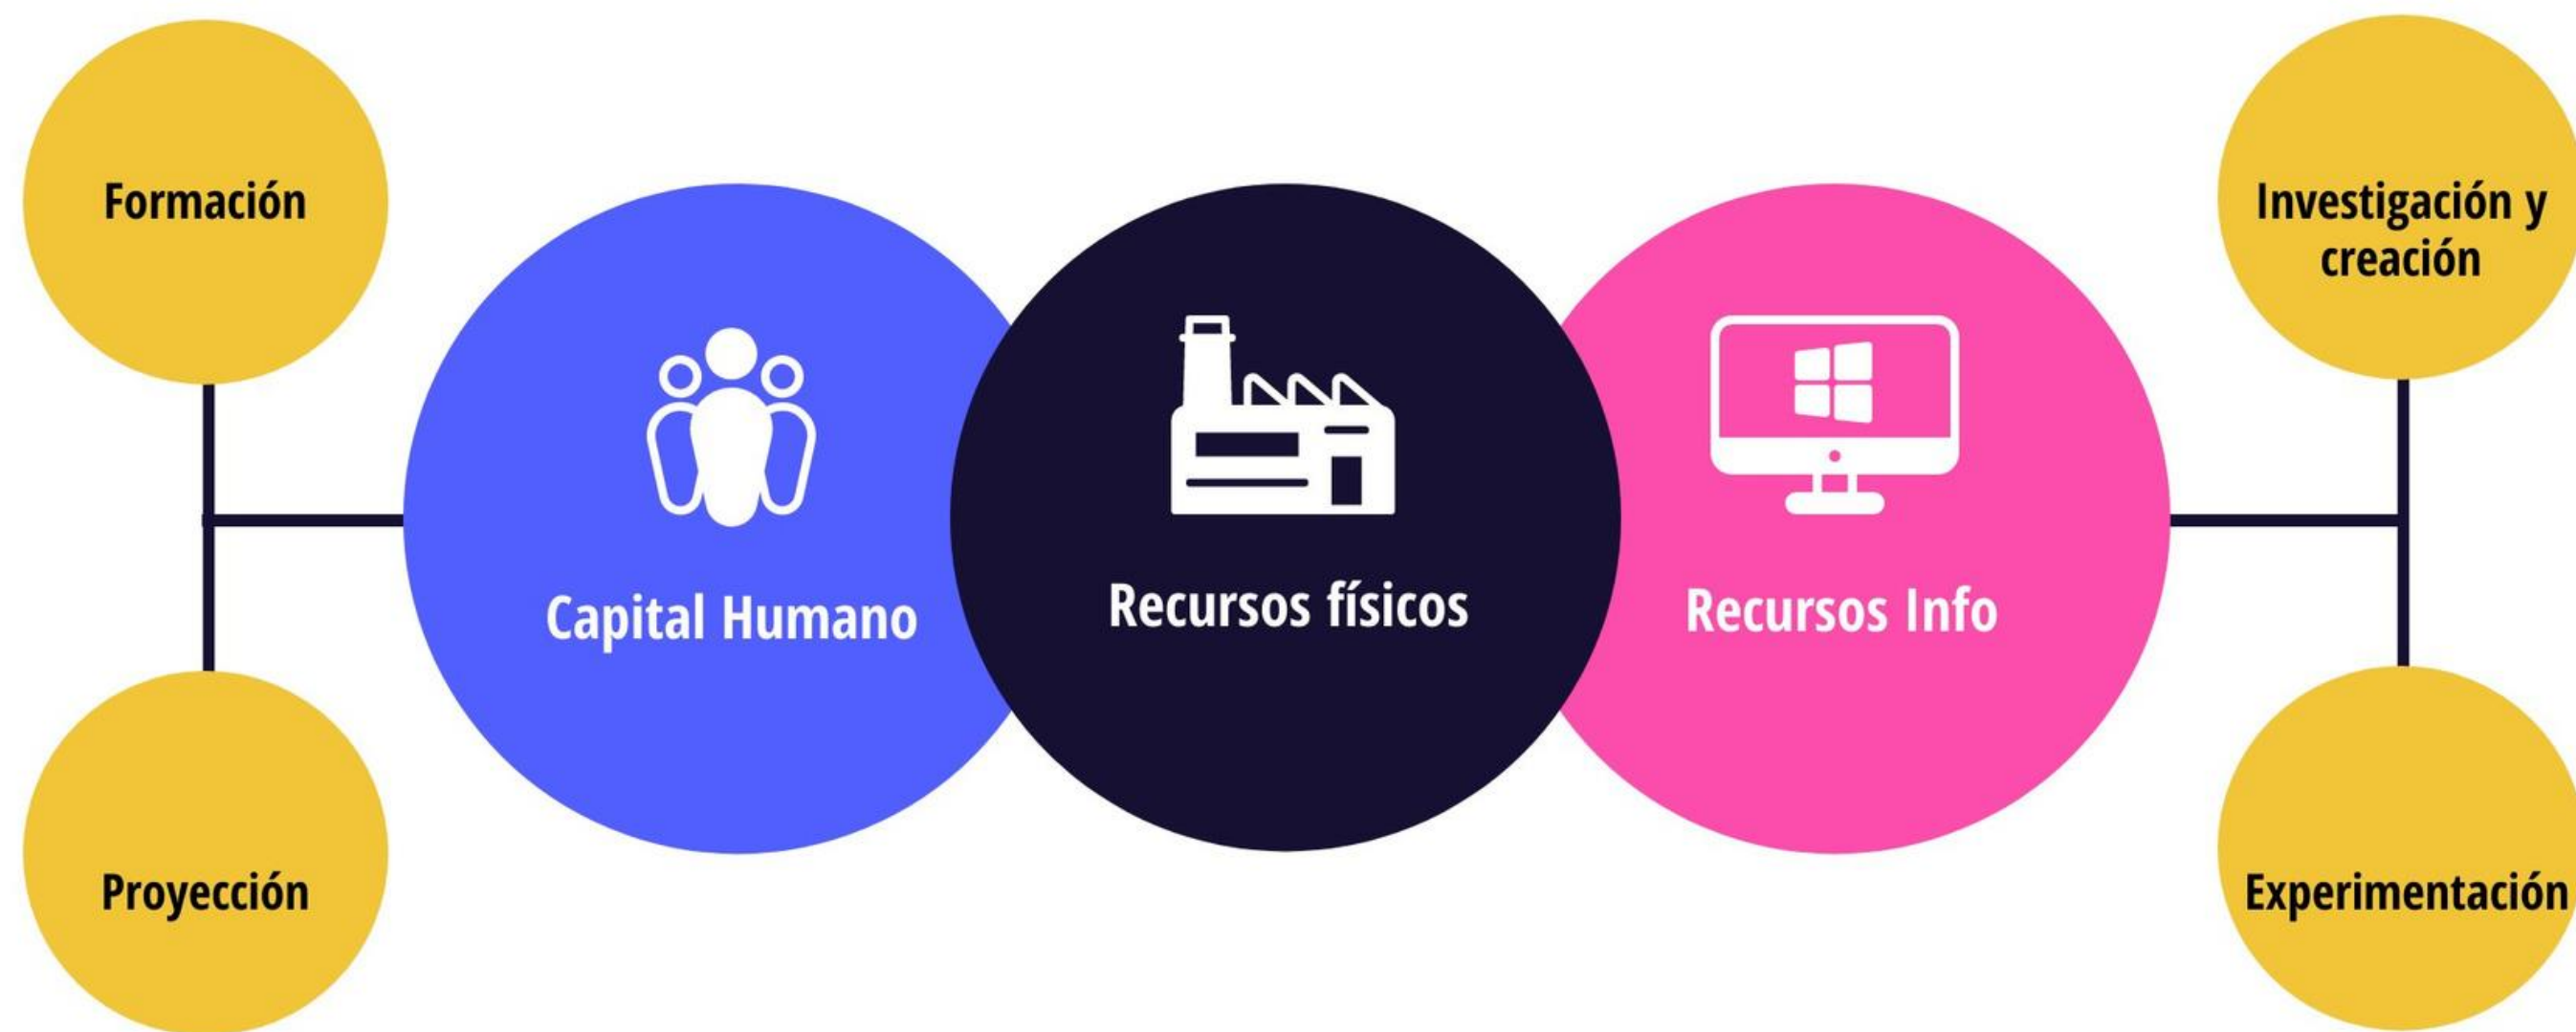 Formación
Capital Humano
Recursos físicos
Recursos Info
Investigación y
creación
Proyección
Experimentación